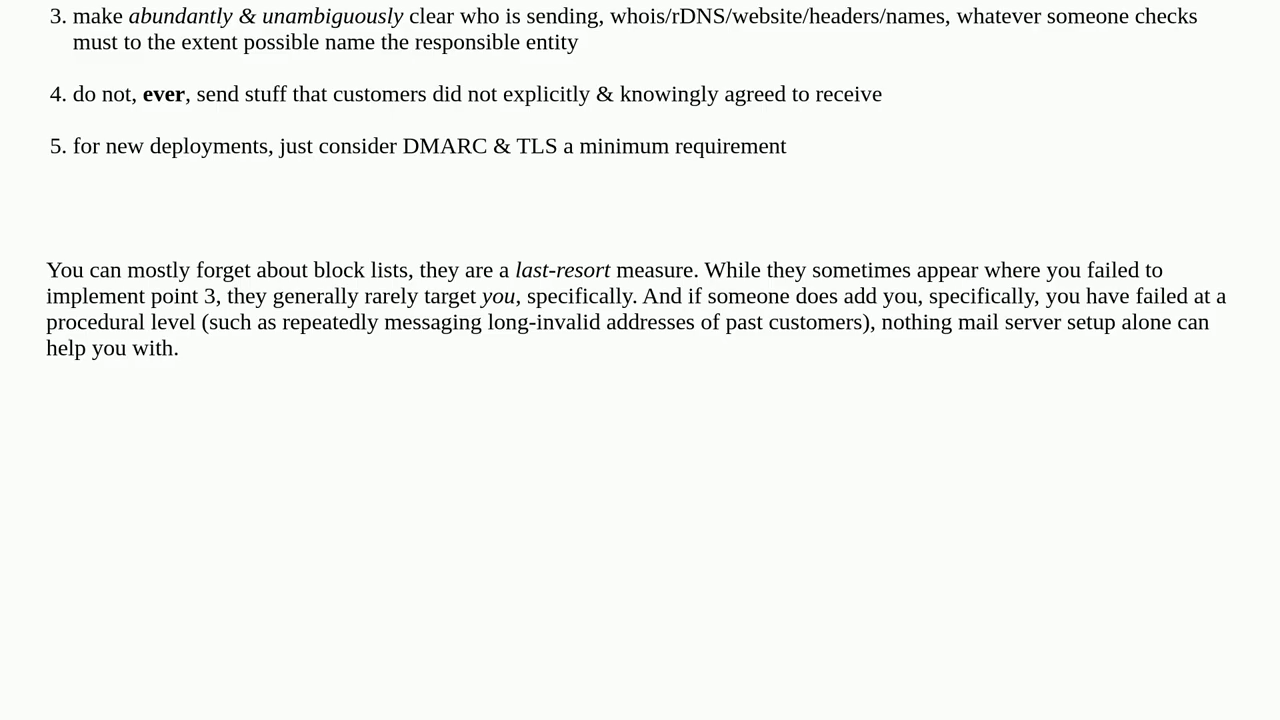 3. make abundantly & unambiguously clear who is sending, whois/rDNS/website/headers/names, whatever someone checks
must to the extent possible name the responsible entity
4. do not, ever, send stuff that customers did not explicitly & knowingly agreed to receive
5. for new deployments, just consider DMARC & TLS a minimum requirement
You can mostly forget about block lists, they are a last-resort measure. While they sometimes appear where you failed to
implement point 3, they generally rarely target you, specifically. And if someone does add you, specifically, you have failed at a
procedural level (such as repeatedly messaging long-invalid addresses of past customers), nothing mail server setup alone can
help you with.